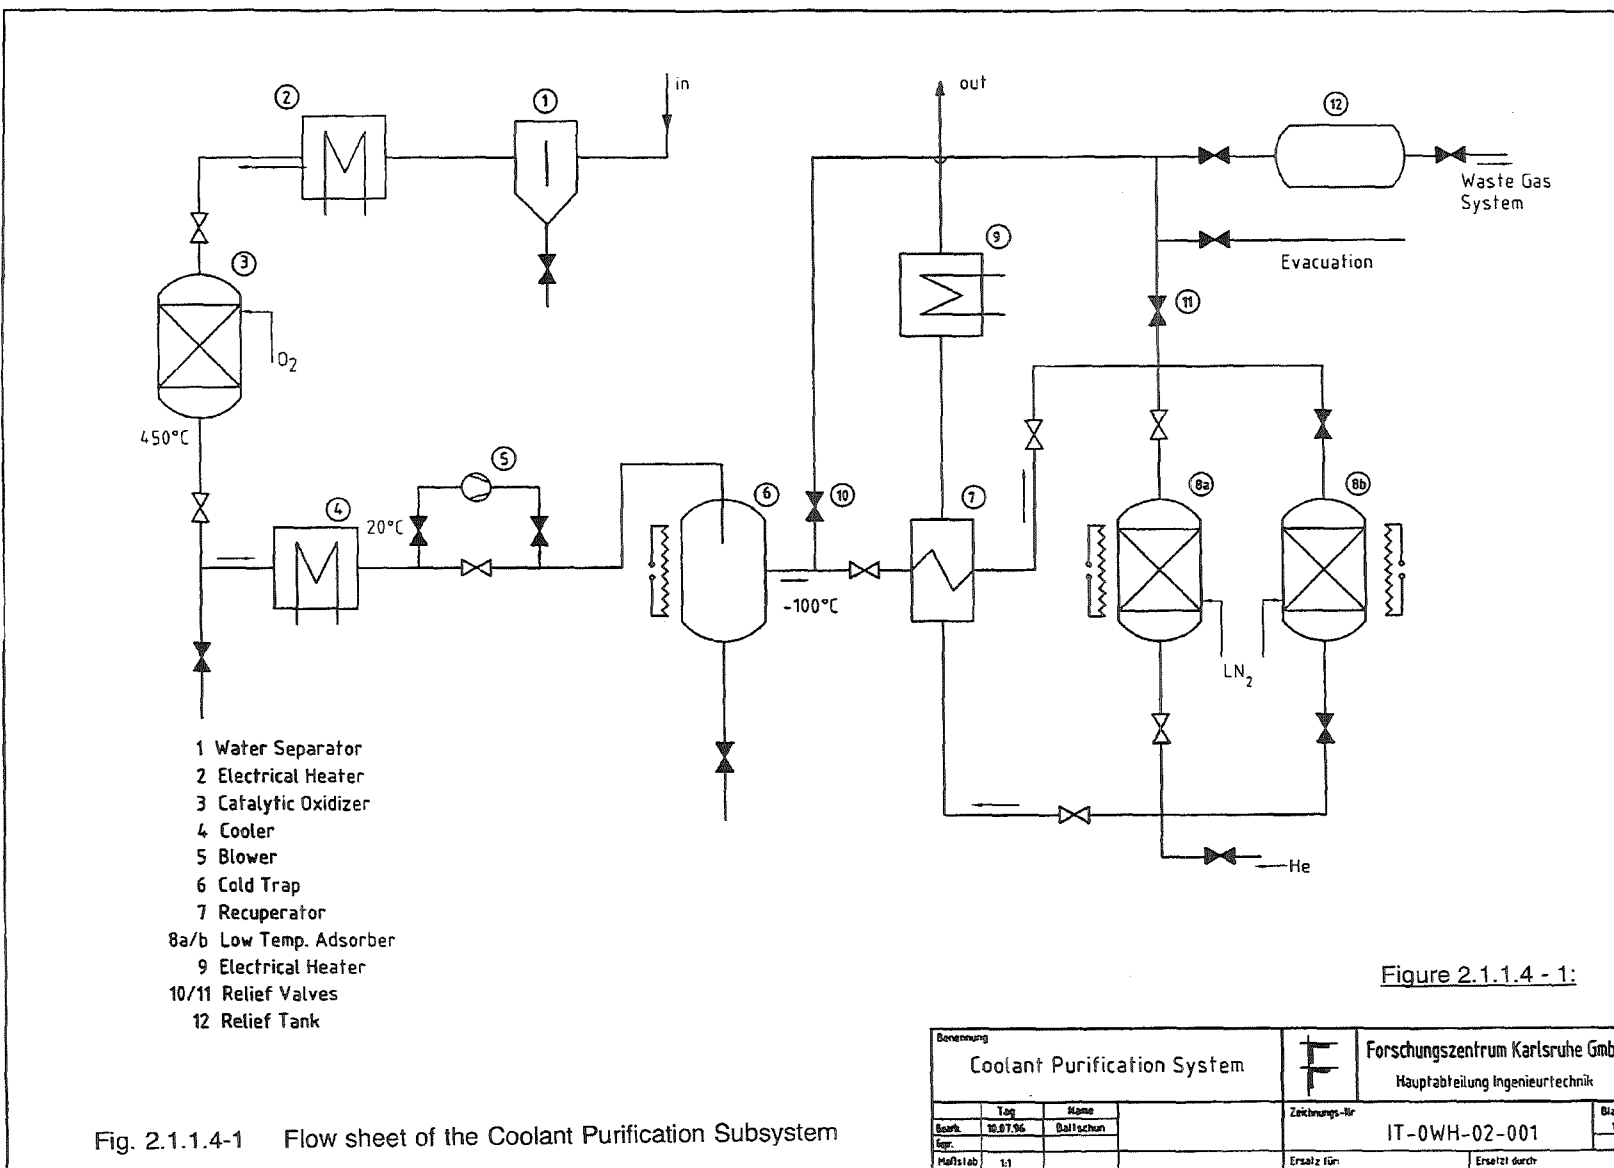 in
out
2
1
12
Waste Gas
System
9
3
Evacuation
11
O2
450°C
5
4
20°C
6
10
7
8a
8b
-100°C
LN2
He
1 Water Separator
2 Electrical Heater
3 Catalytic Oxidizer
4 Cooler
5 Blower
6 Cold Trap
7 Recuperator
8a/b Low Temp. Adsorber
9 Electrical Heater
10/11 Relief Valves
12 Relief Tank
Figure 2.1.1.4 - 1:
Benennung
Coolant Purification System
Forschungszentrum Karlsruhe Gmb
Hauptabteilung Ingenieurtechnik
Tag Name
Bearb. 10.07.96 Ballschun
Gepr.
Maßstab 1:1
Zeichnungs-Nr
IT-OWH-02-001
Ersatz für:
Ersetzt durch
Fig. 2.1.1.4-1 Flow sheet of the Coolant Purification Subsystem